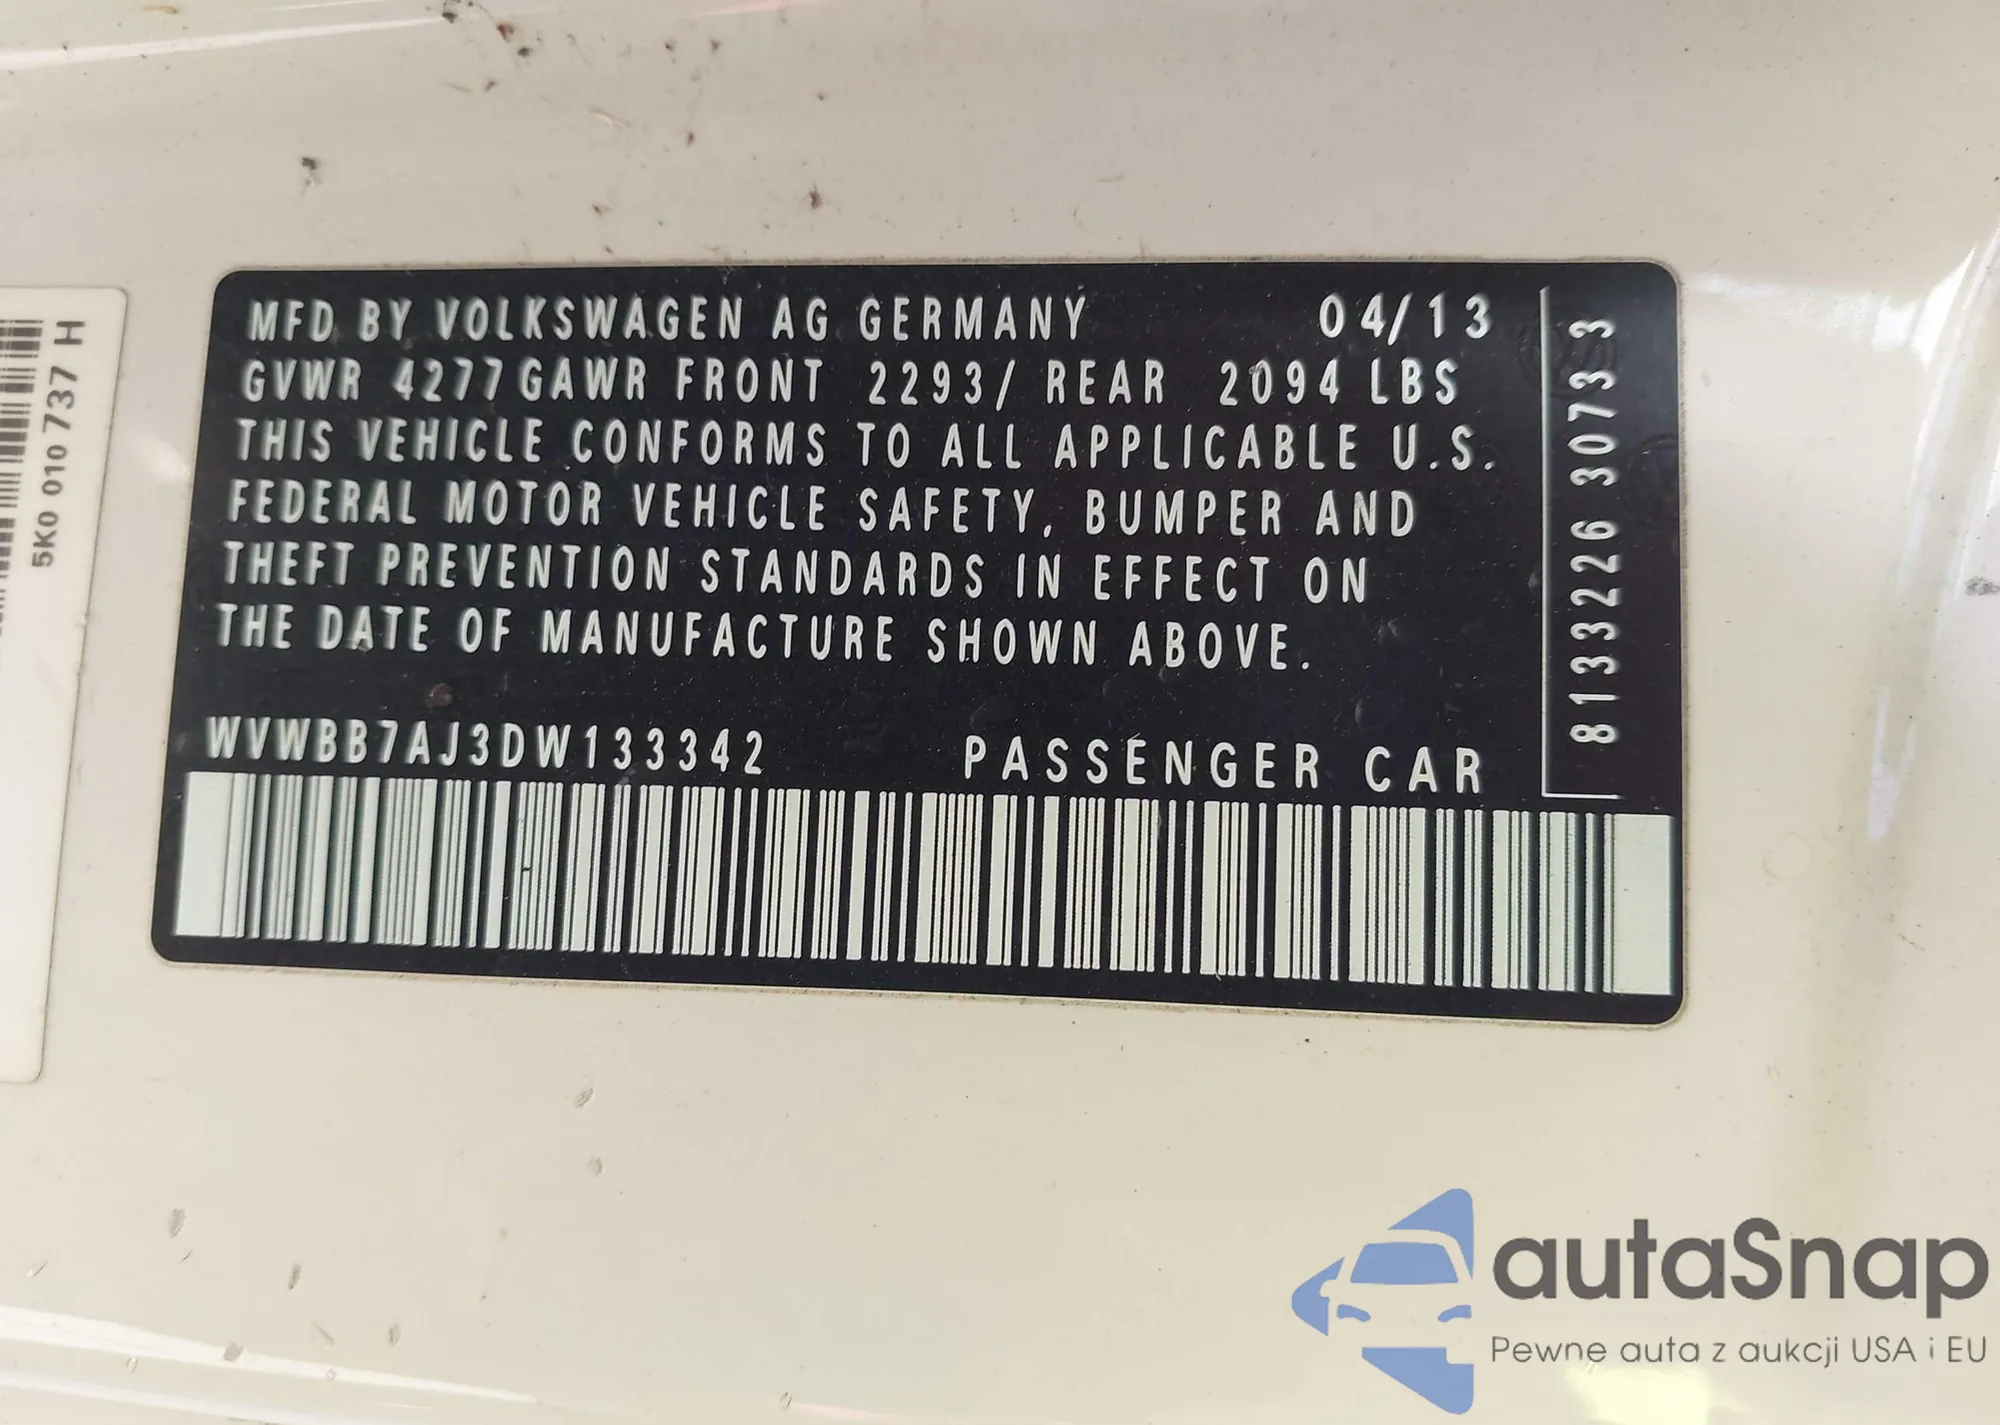 MFD BY VOLKSWAGEN AG GERMANY 04/13
GVWR 4277 GAWR FRONT 2293/ REAR 2094 LBS
THIS VEHICLE CONFORMS TO ALL APPLICABLE U.S.
FEDERAL MOTOR VEHICLE SAFETY, BUMPER AND
THEFT PREVENTION STANDARDS IN EFFECT ON
THE DATE OF MANUFACTURE SHOWN ABOVE.
WVWBB7AJ3DW133342 PASSENGER CAR
8133226 3073 3
5K0 010 737 H
autaSnap
Pewne auta z aukcji USA i EU